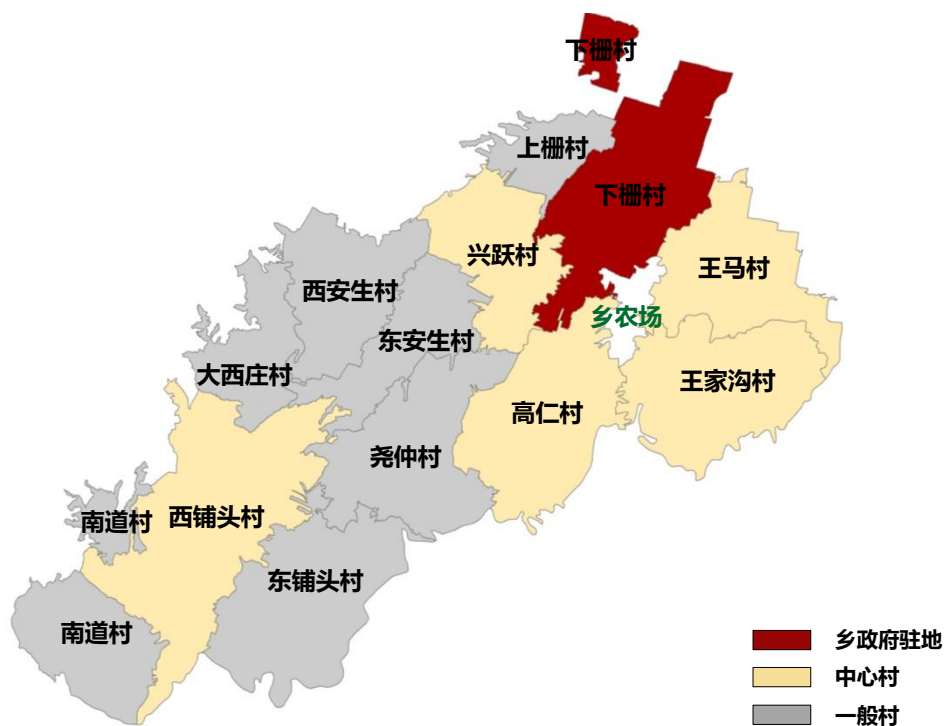 下栅村
上栅村
下栅村
兴跃村
王马村
西安生村
乡农场
东安生村
大西庄村
王家沟村
高仁村
尧仲村
西铺头村
南道村
东铺头村
南道村
乡政府驻地
中心村
一般村